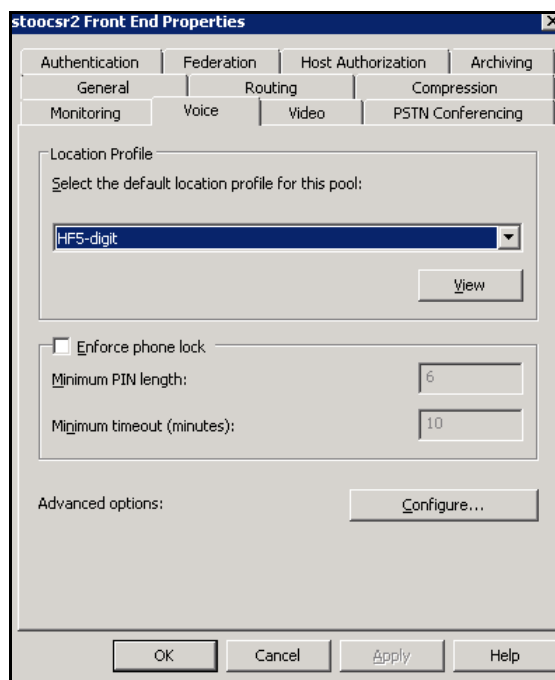 stoocsr2 Front End Properties
Authentication Federation Host Authorization Archiving
General Routing Compression
Monitoring Voice Video PSTN Conferencing
Location Profile
Select the default location profile for this pool:
HF5-digit
View
Enforce phone lock
Minimum PIN length: 6
Minimum timeout (minutes): 10
Advanced options: Configure...
OK Cancel Apply Help